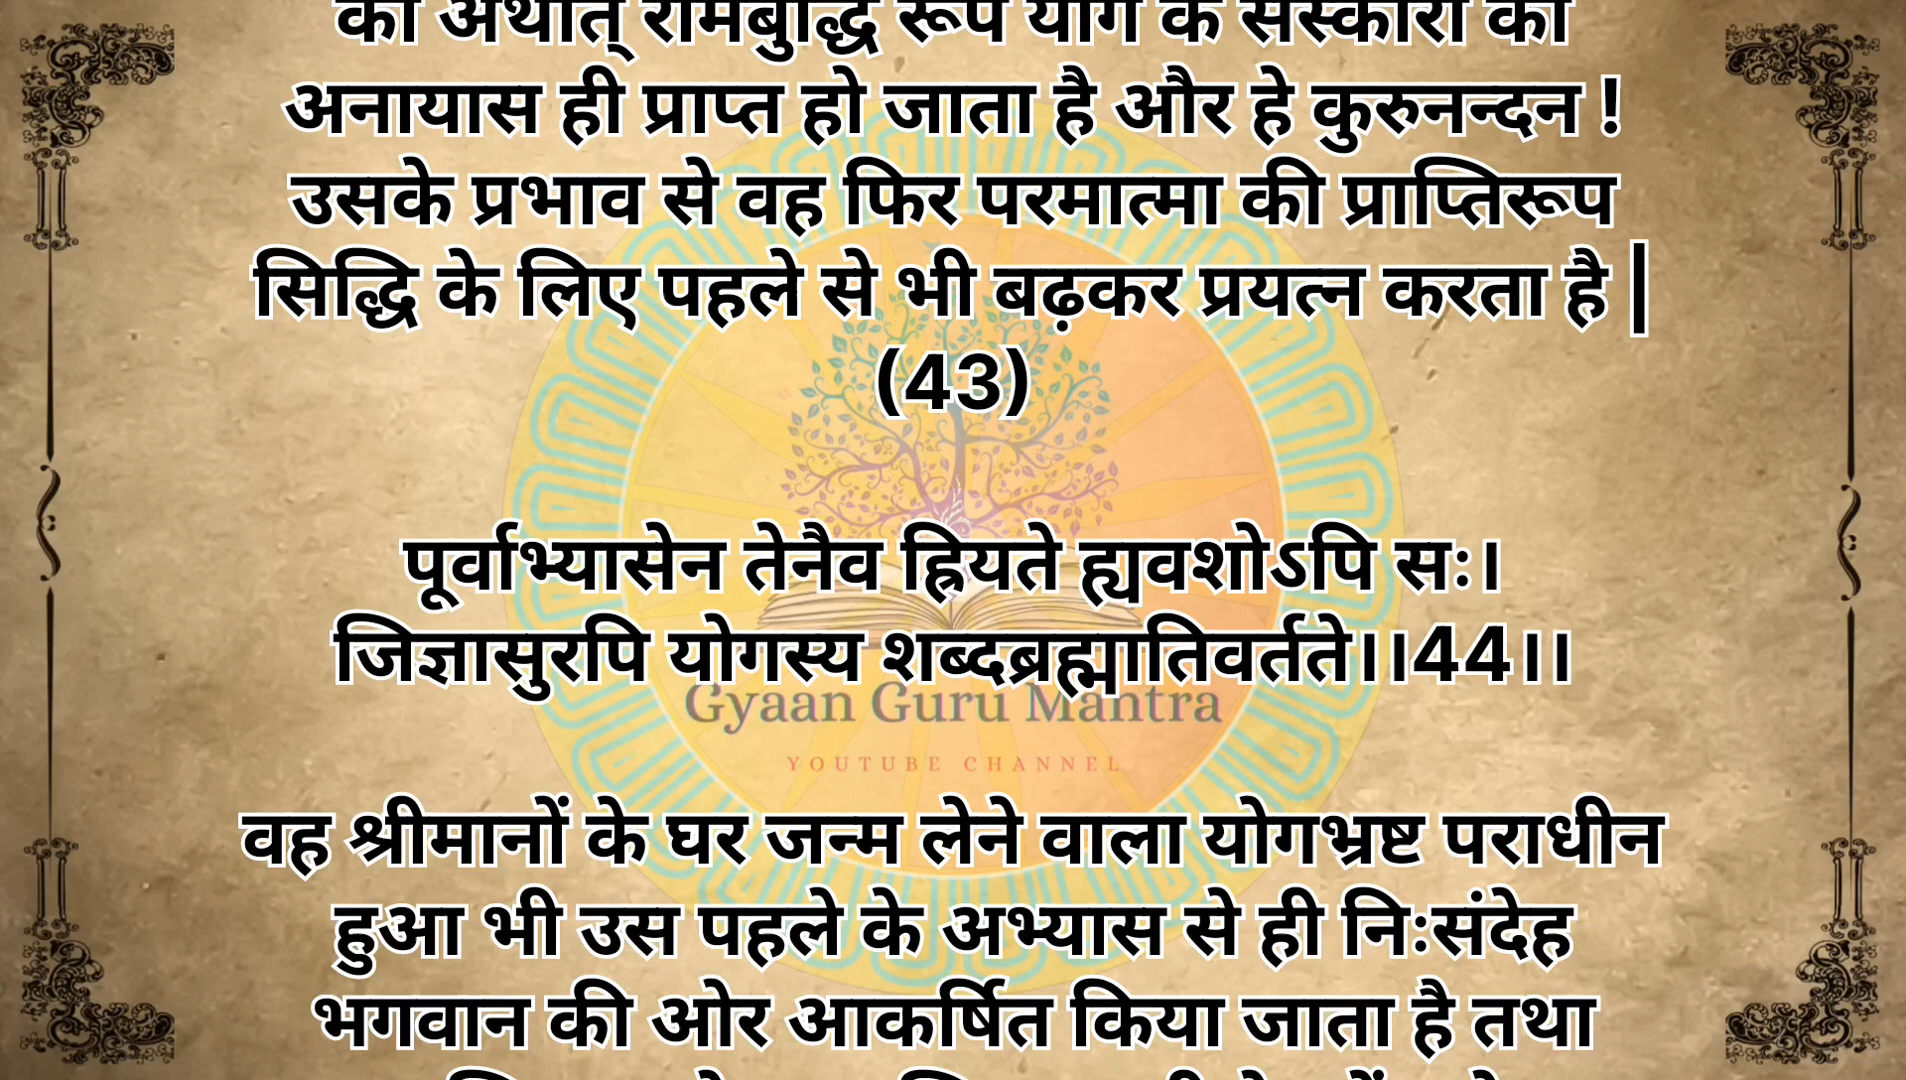 को अर्थात् समबुद्धि रूप योग के संस्कारों को
अनायास ही प्राप्त हो जाता है और हे कुरुनन्दन !
उसके प्रभाव से वह फिर परमात्मा की प्राप्तिरूप
सिद्धि के लिए पहले से भी बढ़कर प्रयत्न करता है |
(43)
पूर्वाभ्यासेन तेनैव ह्रियते ह्यवशोऽपि सः।
जिज्ञासुरपि योगस्य शब्दब्रह्मातिवर्तते।।44।।
Gyaan Guru Mantra
YOUTUBE CHANNEL
वह श्रीमानों के घर जन्म लेने वाला योगभ्रष्ट पराधीन
हुआ भी उस पहले के अभ्यास से ही निःसंदेह
भगवान की ओर आकर्षित किया जाता है तथा